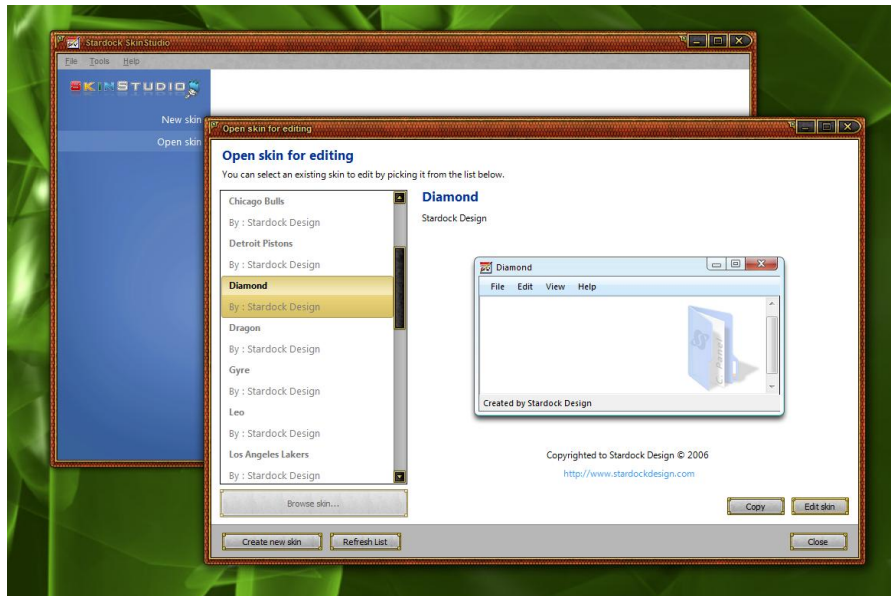 Stardock SkinStudio
File Tools Help
SKINSTUDIO
New skin
Open skin
Open skin for editing
Open skin for editing
You can select an existing skin to edit by picking it from the list below.
Chicago Bulls
By : Stardock Design
Detroit Pistons
By : Stardock Design
Diamond
By : Stardock Design
Dragon
By : Stardock Design
Gyre
By : Stardock Design
Leo
By : Stardock Design
Los Angeles Lakers
By : Stardock Design
Browse skin...
Diamond
Stardock Design
Diamond
File Edit View Help
SS
C. Panel
Created by Stardock Design
Copyrighted to Stardock Design © 2006
http://www.stardockdesign.com
Copy Edit skin
Create new skin Refresh List Close